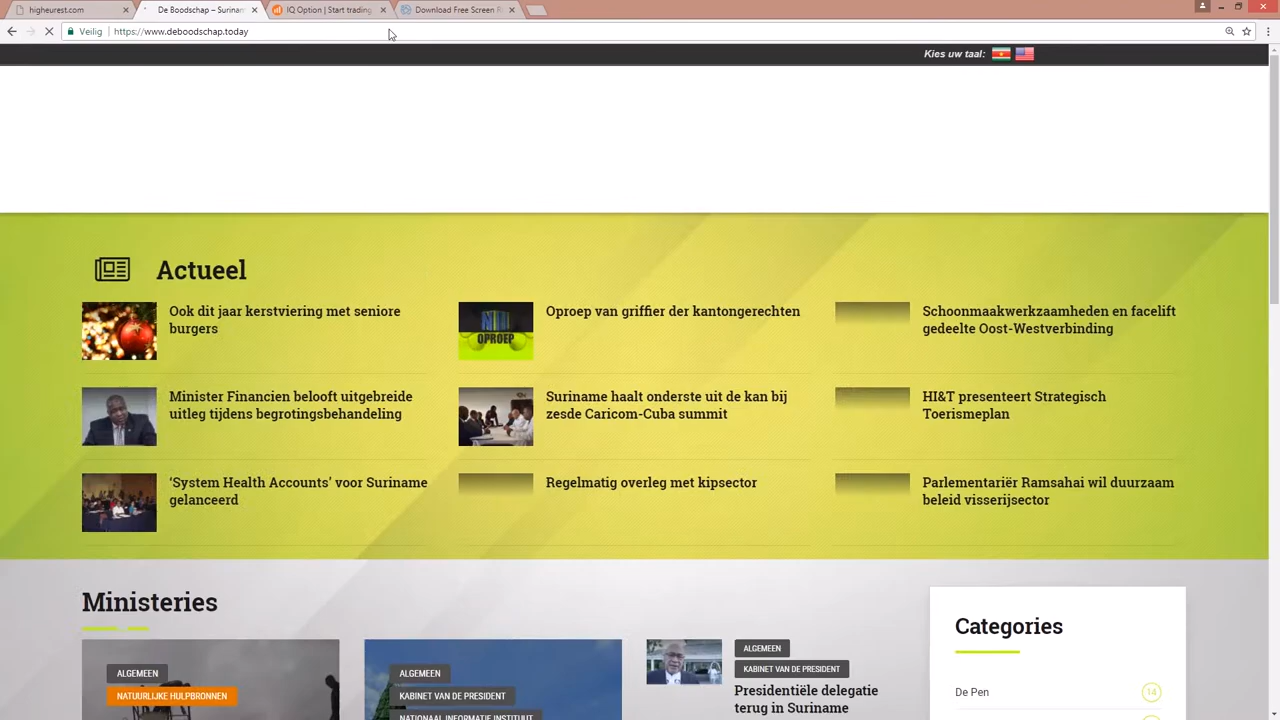 higheurest.com
De Boodschap – Surinam
IQ Option | Start trading
Download Free Screen R
Veilig
https://www.deboodschap.today
Kies uw taal:
Actueel
Ook dit jaar kerstviering met seniore
burgers
OPROEP
Oproep van griffier der kantongerechten
Schoonmaakwerkzaamheden en facelift
gedeelte Oost-Westverbinding
Minister Financien belooft uitgebreide
uitleg tijdens begrotingsbehandeling
Suriname haalt onderste uit de kan bij
zesde Caricom-Cuba summit
HI&T presenteert Strategisch
Toerismeplan
‘System Health Accounts’ voor Suriname
gelanceerd
Regelmatig overleg met kipsector
Parlementariër Ramsahai wil duurzaam
beleid visserijsector
Ministeries
ALGEMEEN
NATUURLIJKE HULPBRONNEN
ALGEMEEN
KABINET VAN DE PRESIDENT
NATIONAAL INFORMATIE INSTITUUT
ALGEMEEN
KABINET VAN DE PRESIDENT
Presidentiële delegatie
terug in Suriname
Categories
De Pen
14